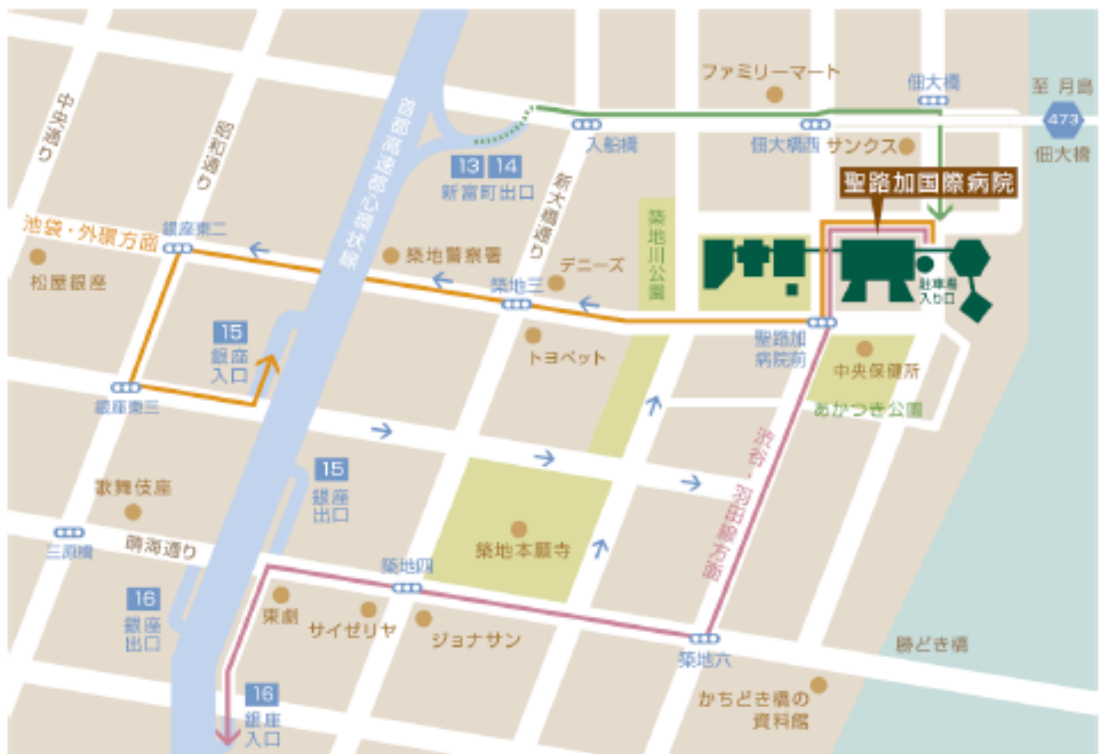 ファミリーマート
佃大橋
至 月島
473
佃大橋
入船橋
佃大橋西
サンクス
中央通り
昭和通り
首都高速都心環状線
13
14
新富町出口
新大橋通り
聖路加国際病院
築地川公園
池袋・外環方面
銀座東二
松屋銀座
築地警察署
デニーズ
築地三
駐車場
入り口
15
銀座
入口
トヨペット
聖路加
病院前
中央保健所
あかつき公園
銀座東三
渋谷・羽田線方面
15
銀座
出口
歌舞伎座
三原橋
晴海通り
築地本願寺
築地四
16
銀座
出口
東劇
サイゼリヤ
ジョナサン
築地六
勝どき橋
16
銀座
入口
かちどき橋の
資料館